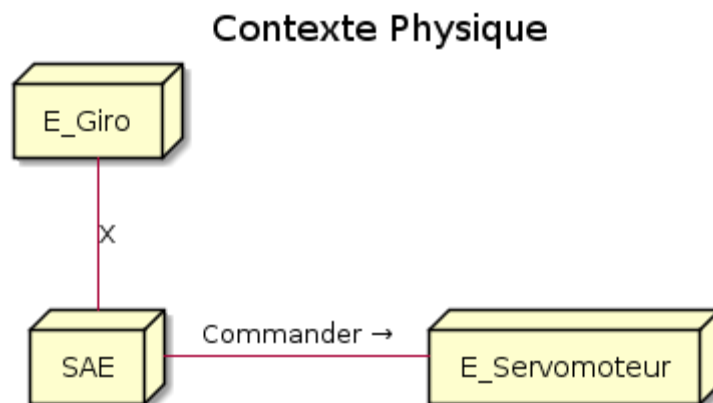 Contexte Physique
E_Giro
X
Commander →
SAE
E_Servomoteur